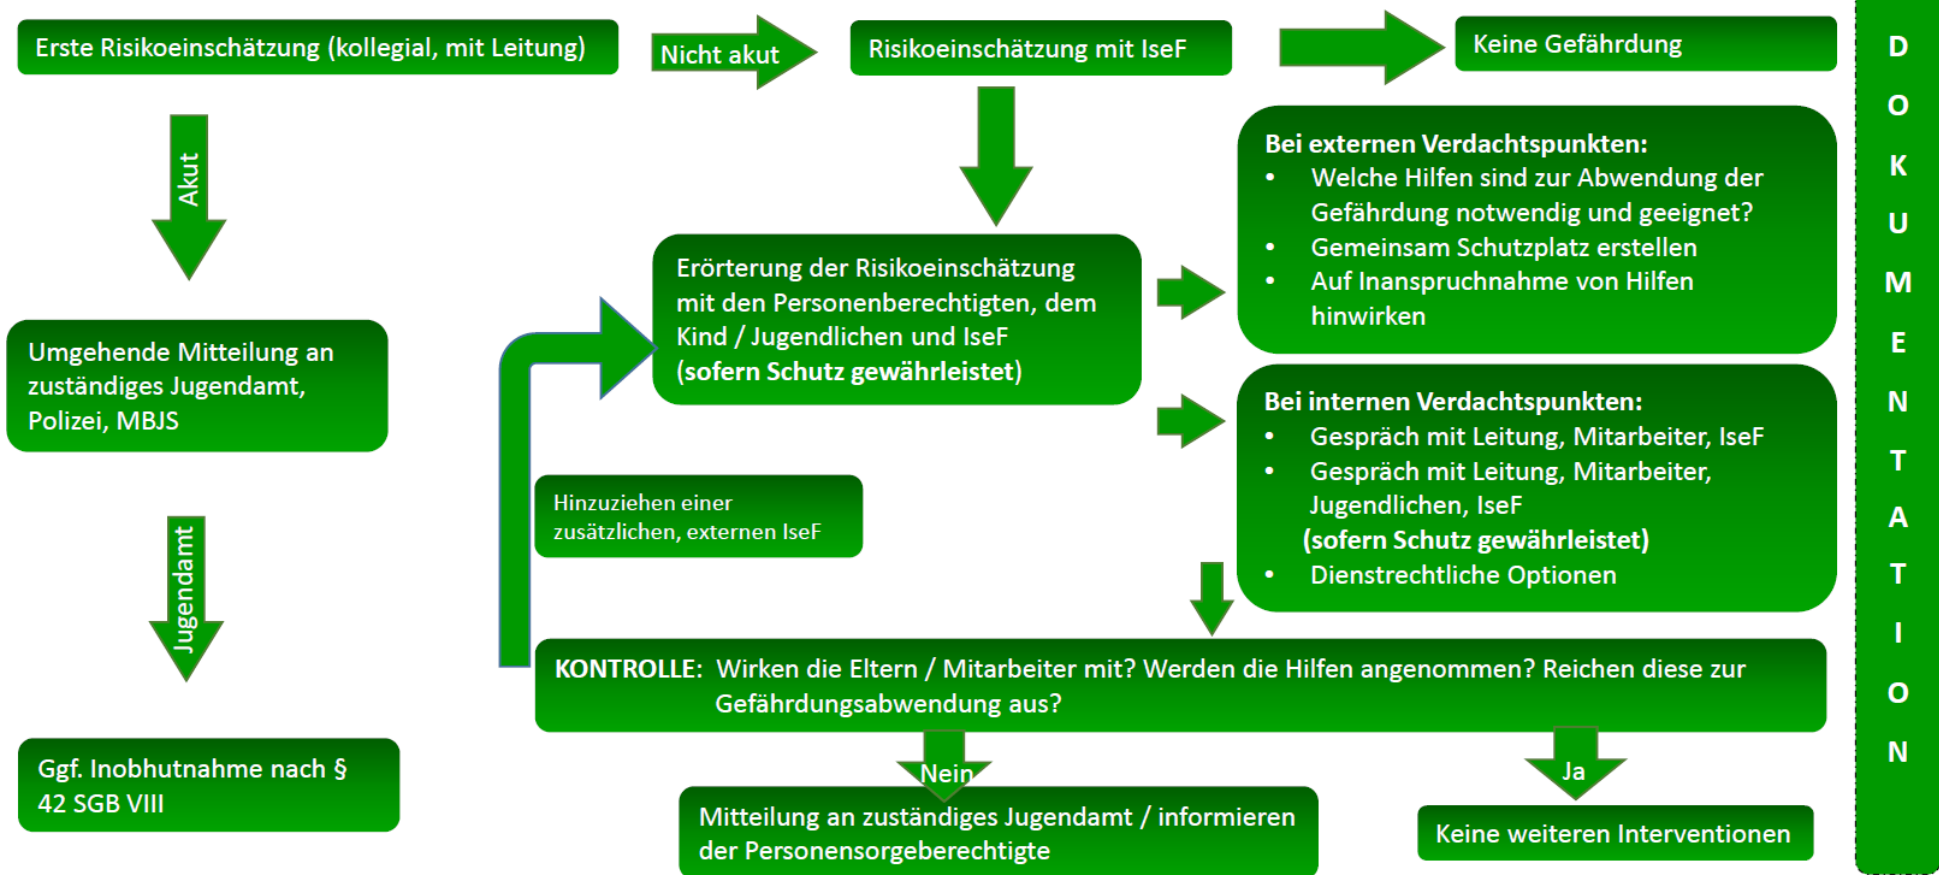 Erste Risikoeinschätzung (kollegial, mit Leitung)
Nicht akut
Risikoeinschätzung mit IseF
Keine Gefährdung
Akut
Umgehende Mitteilung an
zuständiges Jugendamt,
Polizei, MBJS
Jugendamt
Ggf. Inobhutnahme nach §
42 SGB VIII
Erörterung der Risikoeinschätzung
mit den Personenberechtigten, dem
Kind / Jugendlichen und IseF
(sofern Schutz gewährleistet)
Bei externen Verdachtspunkten:
• Welche Hilfen sind zur Abwendung der
Gefährdung notwendig und geeignet?
• Gemeinsam Schutzplatz erstellen
• Auf Inanspruchnahme von Hilfen
hinwirken
Bei internen Verdachtspunkten:
• Gespräch mit Leitung, Mitarbeiter, IseF
• Gespräch mit Leitung, Mitarbeiter,
Jugendlichen, IseF
(sofern Schutz gewährleistet)
• Dienstrechtliche Optionen
Hinzuziehen einer
zusätzlichen, externen IseF
KONTROLLE: Wirken die Eltern / Mitarbeiter mit? Werden die Hilfen angenommen? Reichen diese zur
Gefährdungsabwendung aus?
Nein
Ja
Mitteilung an zuständiges Jugendamt / informieren
der Personensorgeberechtigte
Keine weiteren Interventionen
DOKUMENTATION